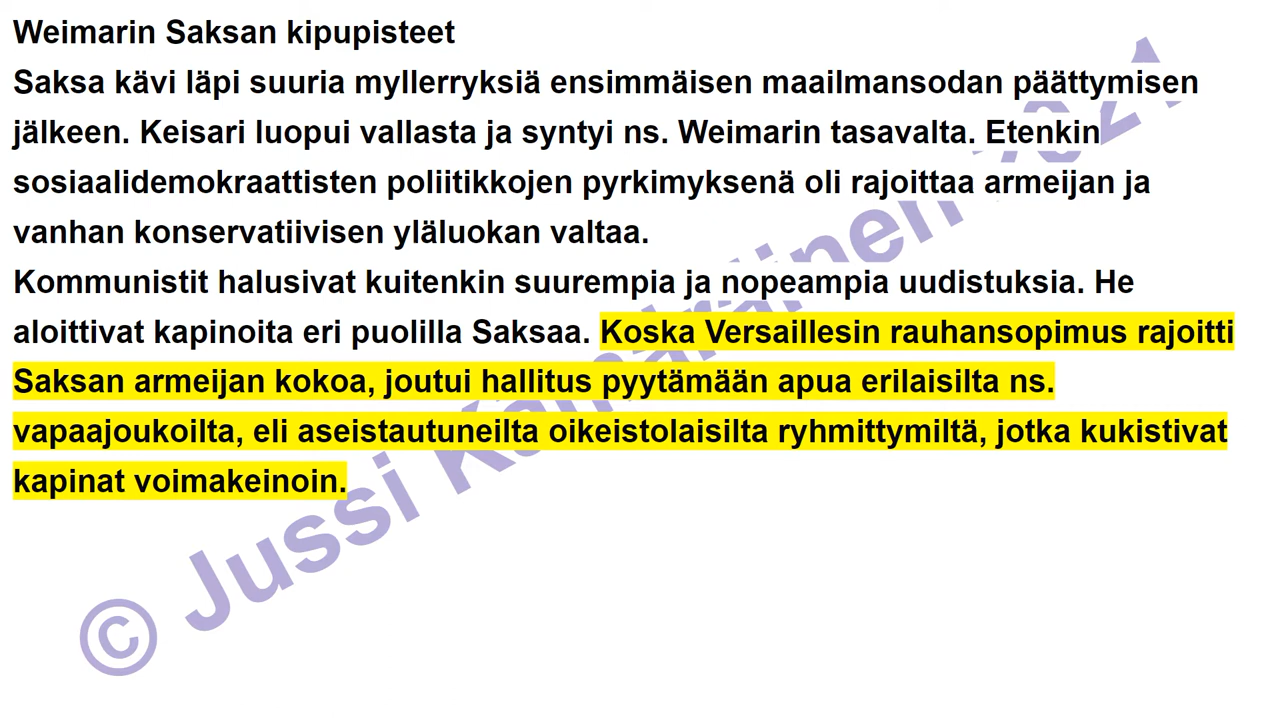 Weimarin Saksan kipupisteet
Saksa kävi läpi suuria myllerryksiä ensimmäisen maailmansodan päättymisen
jälkeen. Keisari luopui vallasta ja syntyi ns. Weimarin tasavalta. Etenkin
sosiaalidemokraattisten poliitikkojen pyrkimyksenä oli rajoittaa armeijan ja
vanhan konservatiivisen yläluokan valtaa.
Kommunistit halusivat kuitenkin suurempia ja nopeampia uudistuksia. He
aloittivat kapinoita eri puolilla Saksaa. Koska Versaillesin rauhansopimus rajoitti
Saksan armeijan kokoa, joutui hallitus pyytämään apua erilaisilta ns.
vapaajoukoilta, eli aseistautuneilta oikeistolaisilta ryhmittymiltä, jotka kukistivat
kapinat voimakeinoin.
© Jussi